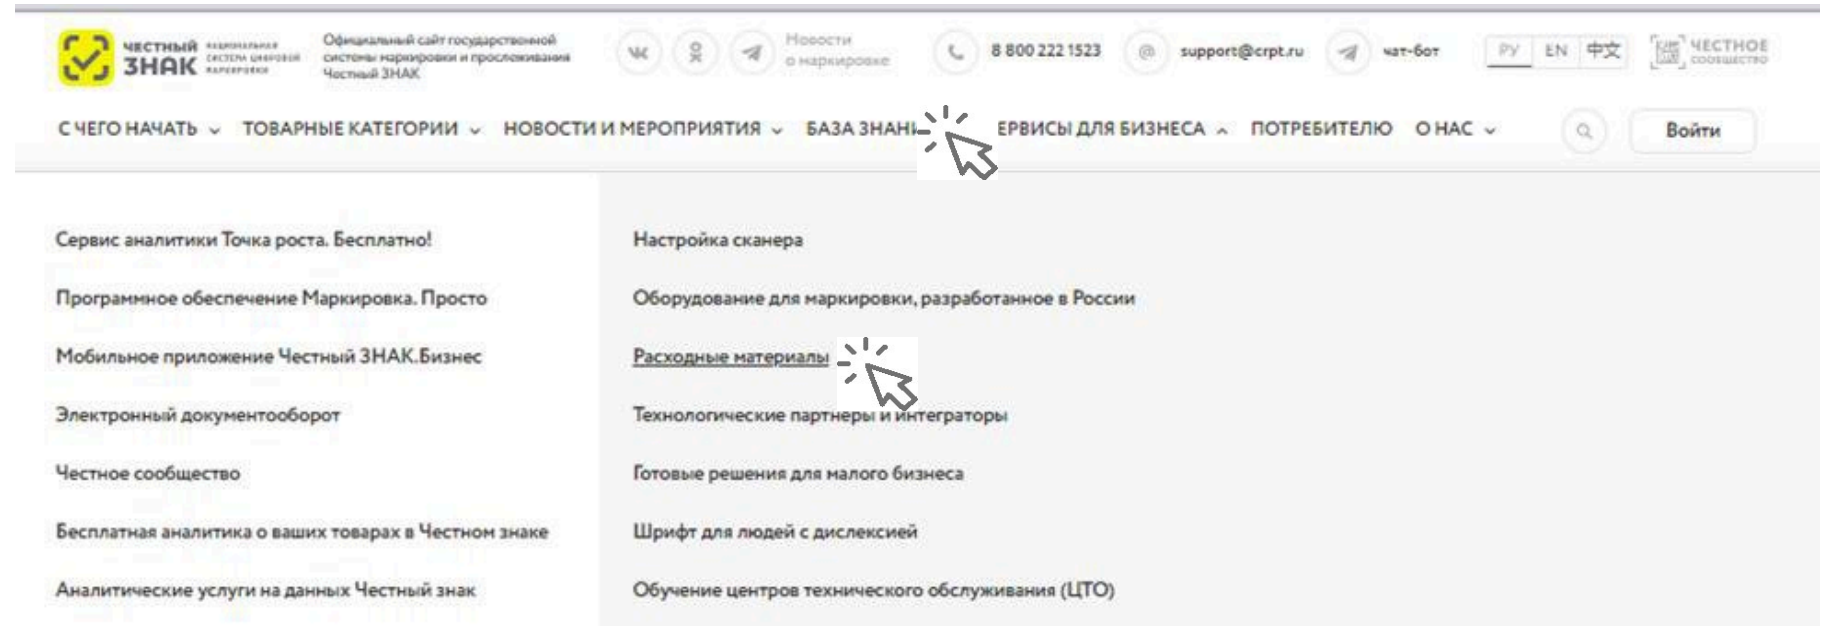 ЧЕСТНЫЙ
ЗНАК
НАЦИОНАЛЬНАЯ
СИСТЕМА ЦИФРОВОЙ
МАРКИРОВКИ
Официальный сайт государственной
системы маркировки и прослеживания
Честный ЗНАК
Новости
о маркировке
8 800 222 1523
@
support@crpt.ru
чат-бот
РУ EN 中文
ЧЕСТНОЕ
СООБЩЕСТВО
С ЧЕГО НАЧАТЬ ТОВАРНЫЕ КАТЕГОРИИ НОВОСТИ И МЕРОПРИЯТИЯ БАЗА ЗНАНИ ЕРВИСЫ ДЛЯ БИЗНЕСА ПОТРЕБИТЕЛЮ О НАС Войти
Сервис аналитики Точка роста. Бесплатно!
Программное обеспечение Маркировка. Просто
Мобильное приложение Честный ЗНАК.Бизнес
Электронный документооборот
Честное сообщество
Бесплатная аналитика о ваших товарах в Честном знаке
Аналитические услуги на данных Честный знак
Настройка сканера
Оборудование для маркировки, разработанное в России
Расходные материалы
Технологические партнеры и интеграторы
Готовые решения для малого бизнеса
Шрифт для людей с дислексией
Обучение центров технического обслуживания (ЦТО)